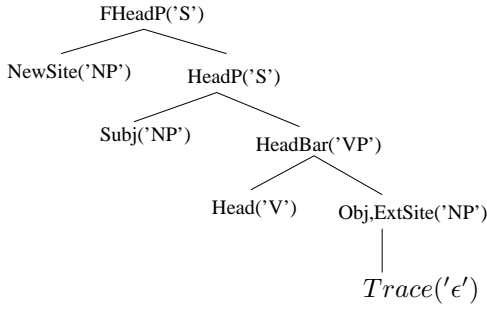 FHeadP('S')
NewSite('NP')
HeadP('S')
Subj('NP')
HeadBar('VP')
Head('V')
Obj,ExtSite('NP')
Trace('ϵ')